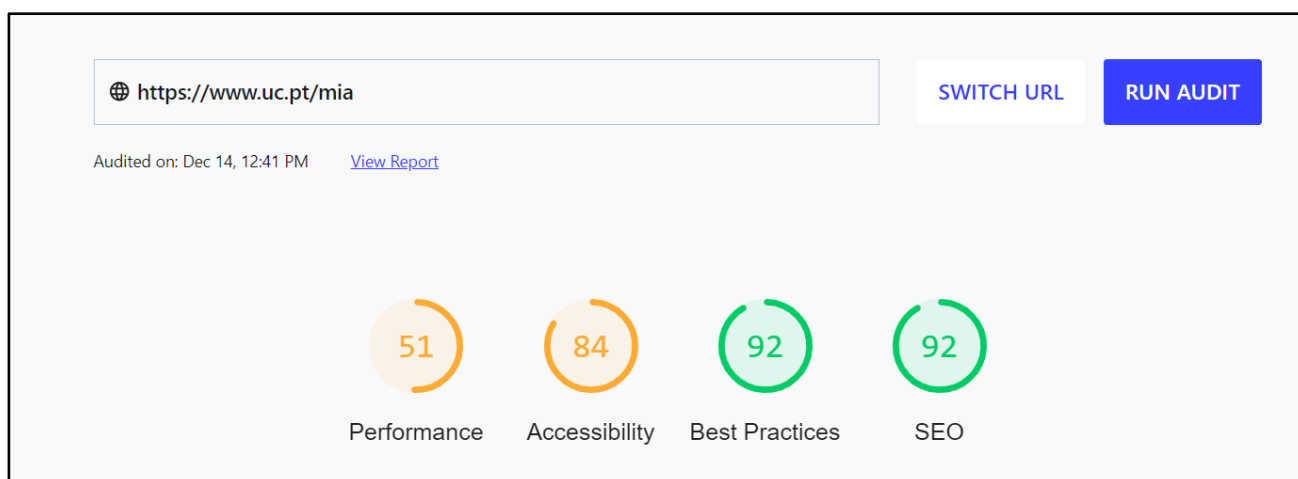 https://www.uc.pt/mia
SWITCH URL
RUN AUDIT
Audited on: Dec 14, 12:41 PM View Report
51 84 92 92
Performance Accessibility Best Practices SEO